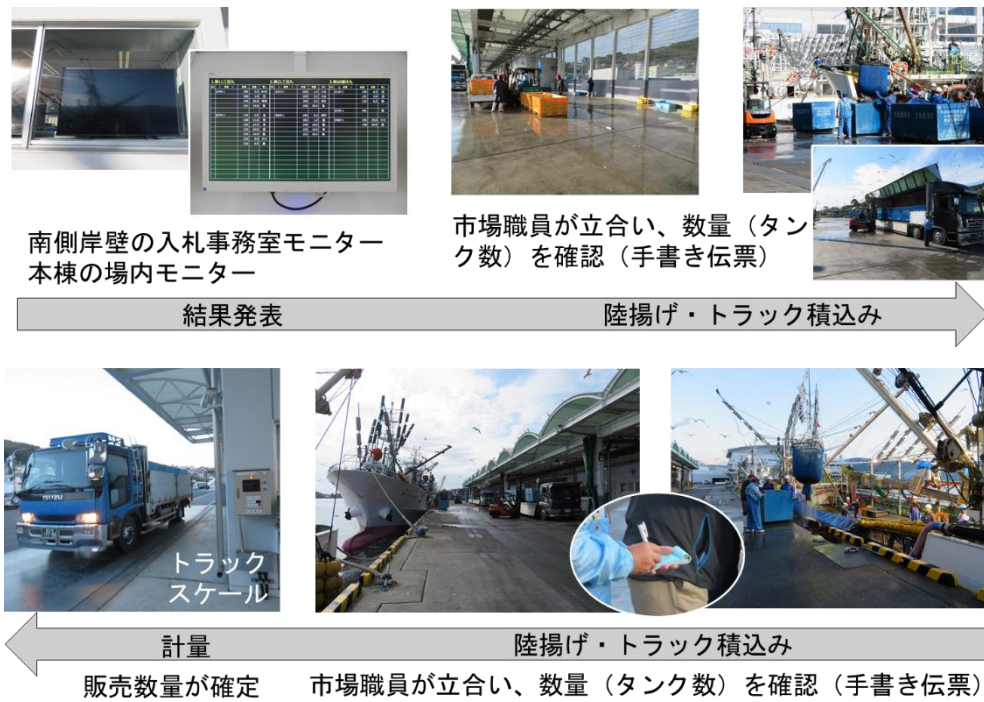 南側岸壁の入札事務室モニター
本棟の場内モニター
市場職員が立合い、数量（タン
ク数）を確認（手書き伝票）
結果発表
陸揚げ・トラック積込み
ISUZU
トラック
スケール
計量
陸揚げ・トラック積込み
販売数量が確定
市場職員が立合い、数量（タンク数）を確認（手書き伝票）